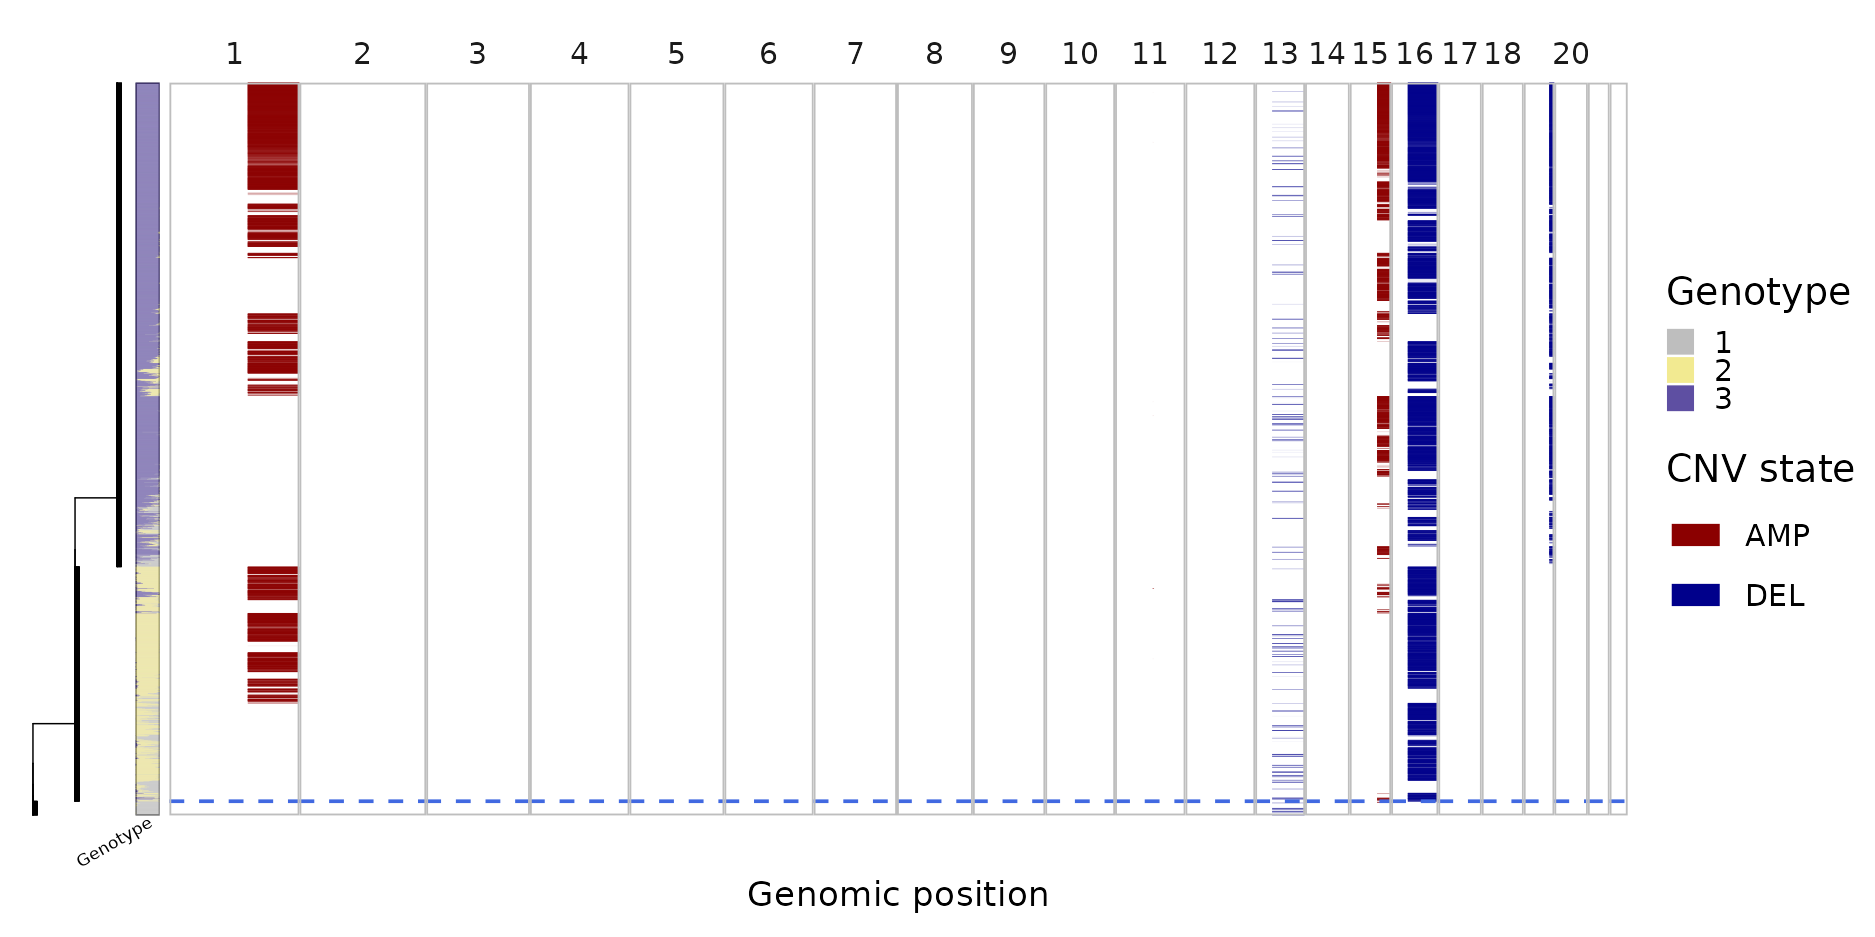 1 2 3 4 5 6 7 8 9 10 11 12 13 14 15 16 17 18 20
Genotype
1
2
3
CNV state
AMP
DEL
Genotype
Genomic position